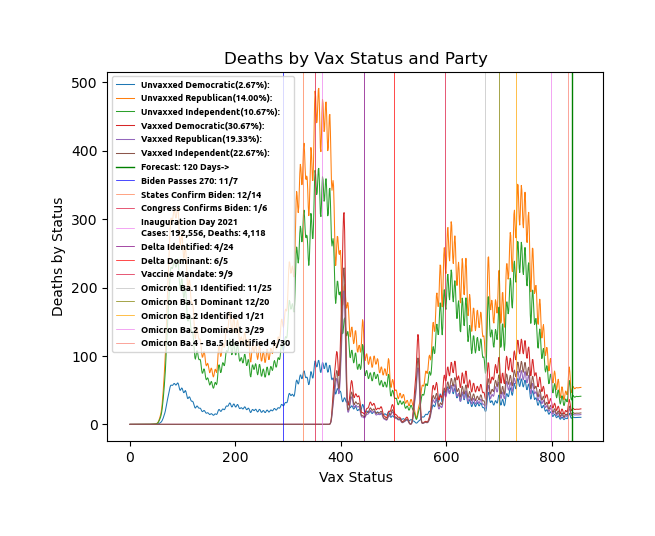 Deaths by Vax Status and Party
500
400
300
200
100
0
Deaths by Status
Unvaxxed Democratic(2.67%):
Unvaxxed Republican(14.00%):
Unvaxxed Independent(10.67%):
Vaxxed Democratic(30.67%):
Vaxxed Republican(19.33%):
Vaxxed Independent(22.67%):
Forecast: 120 Days->
Biden Passes 270: 11/7
States Confirm Biden: 12/14
Congress Confirms Biden: 1/6
Inauguration Day 2021
Cases: 192,556, Deaths: 4,118
Delta Identified: 4/24
Delta Dominant: 6/5
Vaccine Mandate: 9/9
Omicron Ba.1 Identified: 11/25
Omicron Ba.1 Dominant 12/20
Omicron Ba.2 Identified 1/21
Omicron Ba.2 Dominant 3/29
Omicron Ba.4 - Ba.5 Identified 4/30
0 200 400 600 800
Vax Status